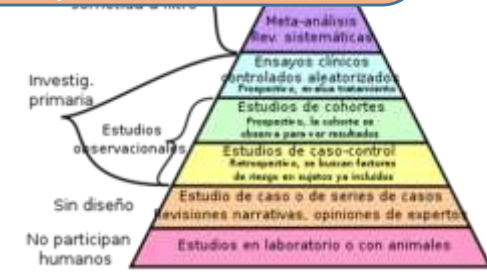 Meta-análisis
Rev. sistemáticas
Ensayos clínicos
controlados aleatorizados
Prospectivo, evalua tratamiento
Investig.
primaria
Estudios de cohortes
Prospectivo, la cohorte se
observa para ver resultados
Estudios
observacionales
Estudios de caso-control
Retrospectivo, se buscan factores
de riesgo en sujetos ya incluidos
Sin diseño
Estudio de caso o de series de casos
Revisiones narrativas, opiniones de expertos
No participan
humanos
Estudios en laboratorio o con animales